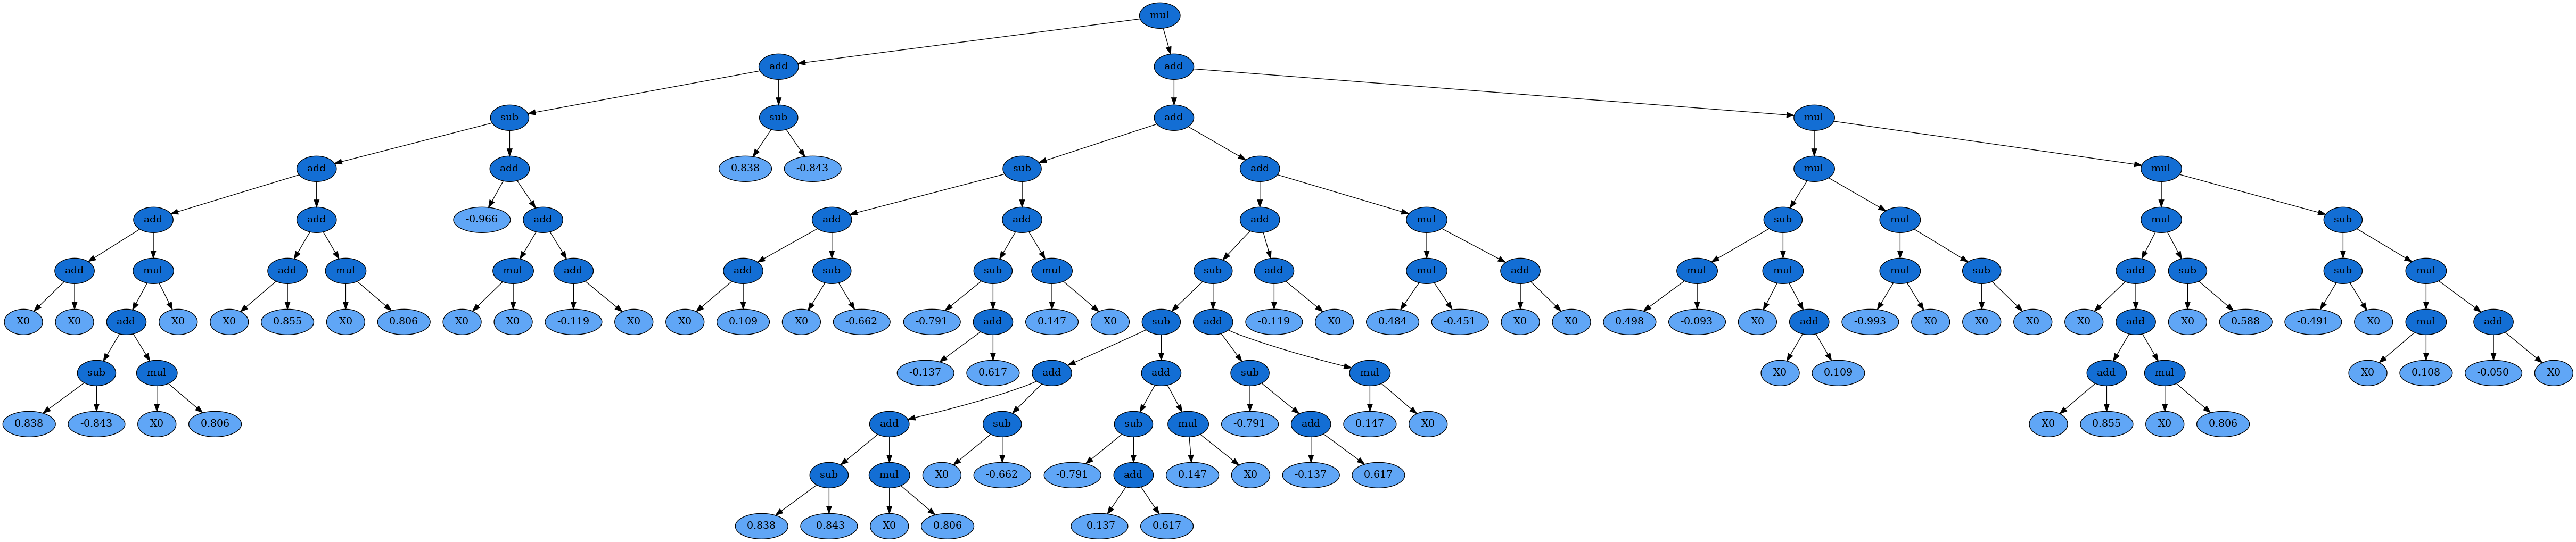 mul
add add
sub sub add mul
add add 0.838 -0.843 sub add mul mul
add add -0.966 add add add add mul sub mul mul sub
add mul add mul mul add add sub sub mul sub add mul add mul mul mul sub add sub sub mul
X0 X0 add X0 X0 0.855 X0 0.806 X0 X0 -0.119 X0 X0 0.109 X0 -0.662 -0.791 add 0.147 X0 sub add -0.119 X0 0.484 -0.451 X0 X0 0.498 -0.093 X0 add -0.993 X0 X0 X0 X0 add X0 0.588 -0.491 X0 mul add
sub mul -0.137 0.617 add add sub mul X0 0.109 add mul X0 0.108 -0.050 X0
0.838 -0.843 X0 0.806 add sub sub mul -0.791 add 0.147 X0 X0 0.855 X0 0.806
sub mul X0 -0.662 -0.791 add 0.147 X0 -0.137 0.617
0.838 -0.843 X0 0.806 -0.137 0.617